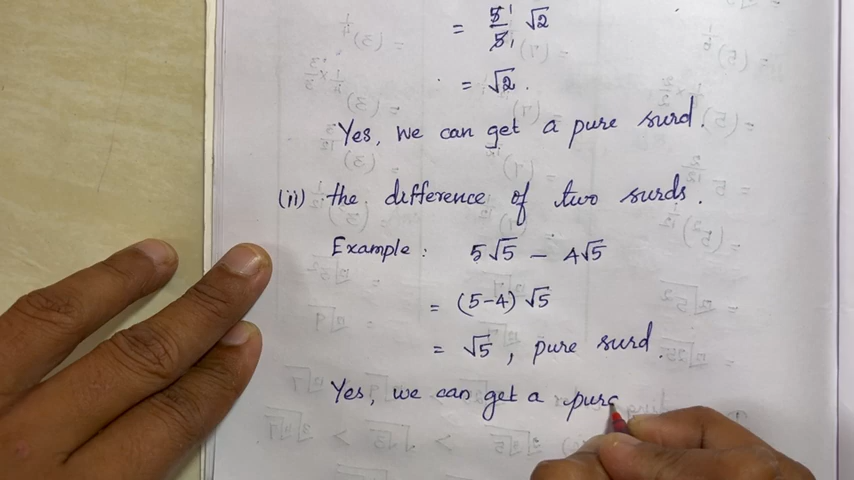 = 5/5 √2
= √2.
Yes, we can get a pure surd.
(ii) the difference of two surds.
Example : 5√5 - 4√5
= (5-4) √5
= √5, pure surd.
Yes, we can get a pure